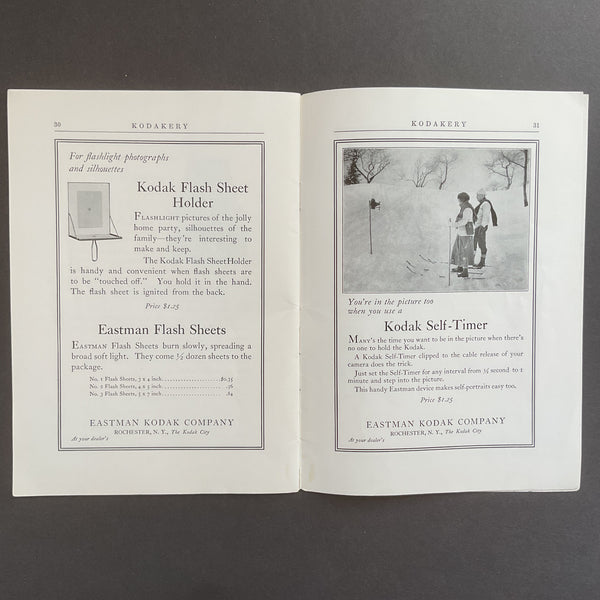 30
KODAKERY
For flashlight photographs
and silhouettes
Kodak Flash Sheet
Holder
FLASHLIGHT pictures of the jolly
home party, silhouettes of the
family—they're interesting to
make and keep.
The Kodak Flash Sheet Holder
is handy and convenient when flash sheets are
to be "touched off." You hold it in the hand.
The flash sheet is ignited from the back.
Price $1.25
Eastman Flash Sheets
EASTMAN Flash Sheets burn slowly, spreading a
broad soft light. They come ½ dozen sheets to the
package.
No. 1 Flash Sheets, 3 x 4 inch . . . . . . . . . . . . . . $0.35
No. 2 Flash Sheets, 4 x 5 inch . . . . . . . . . . . . . . .56
No. 3 Flash Sheets, 5 x 7 inch . . . . . . . . . . . . . . .84
EASTMAN KODAK COMPANY
ROCHESTER, N. Y., The Kodak City
At your dealer's
KODAKERY
31
You're in the picture too
when you use a
Kodak Self-Timer
MANY'S the time you want to be in the picture when there's
no one to hold the Kodak.
A Kodak Self-Timer clipped to the cable release of your
camera does the trick.
Just set the Self-Timer for any interval from ½ second to 1
minute and step into the picture.
This handy Eastman device makes self-portraits easy too.
Price $1.25
EASTMAN KODAK COMPANY
ROCHESTER, N. Y., The Kodak City
At your dealer's